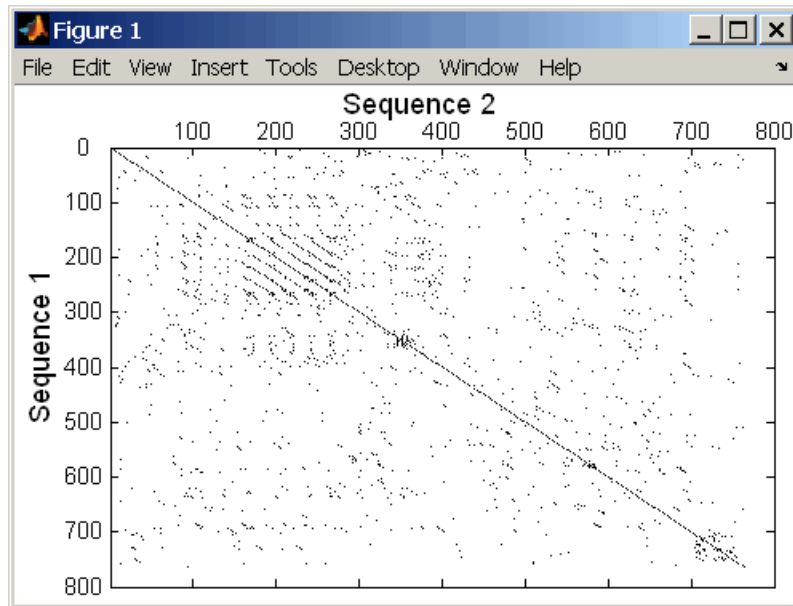 Figure 1
File Edit View Insert Tools Desktop Window Help
Sequence 2
100 200 300 400 500 600 700 800
0
100
200
300
400
500
600
700
800
Sequence 1